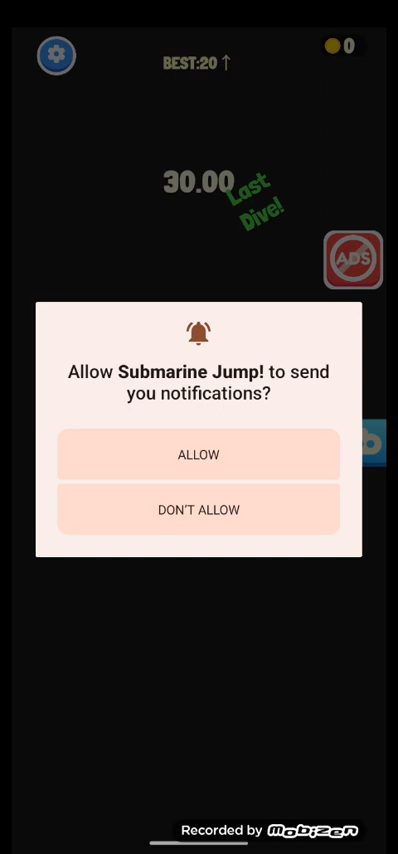 BEST:20 ↑
0
30.00
Last
Dive!
ADS
Allow Submarine Jump! to send
you notifications?
ALLOW
DON'T ALLOW
Recorded by Mobizen